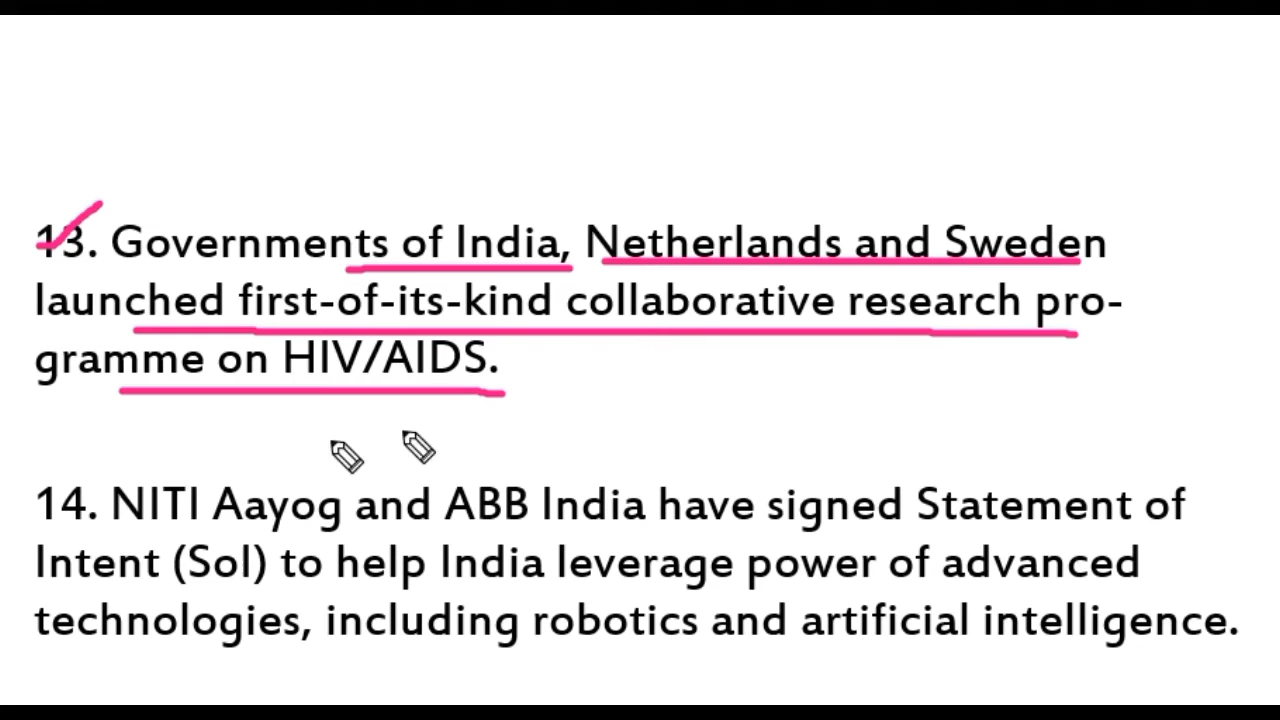 13. Governments of India, Netherlands and Sweden
launched first-of-its-kind collaborative research pro-
gramme on HIV/AIDS.
14. NITI Aayog and ABB India have signed Statement of
Intent (SoI) to help India leverage power of advanced
technologies, including robotics and artificial intelligence.